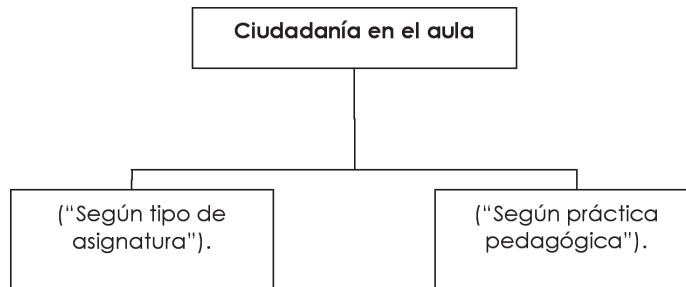 Ciudadanía en el aula
(“Según tipo de
asignatura”).
(“Según práctica
pedagógica”).